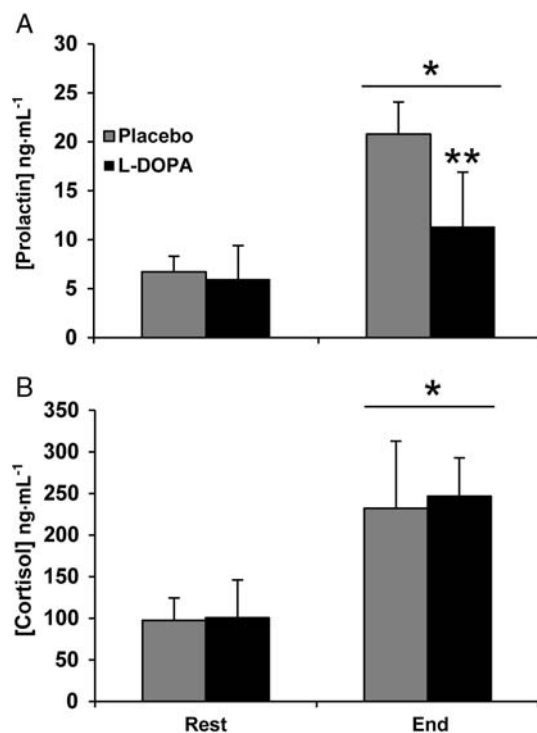 A
[Prolactin] ng·mL⁻¹
30
25
20
15
10
5
0
Placebo
L-DOPA
*
**
B
[Cortisol] ng·mL⁻¹
350
300
250
200
150
100
50
0
*
Rest
End